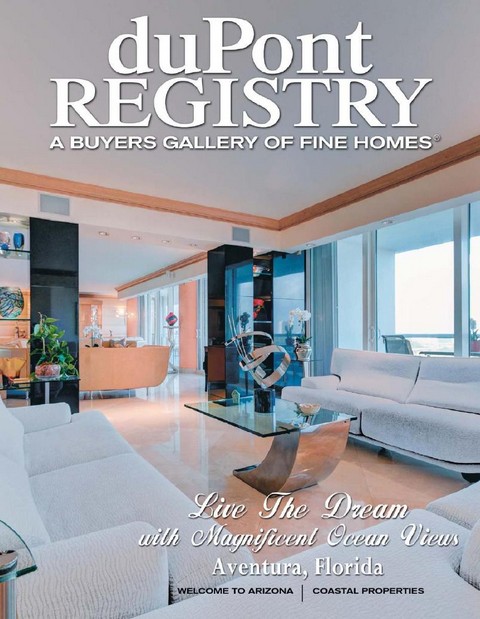 duPont
REGISTRY
A BUYERS GALLERY OF FINE HOMES®
Live The Dream
with Magnificent Ocean Views
Aventura, Florida
WELCOME TO ARIZONA | COASTAL PROPERTIES